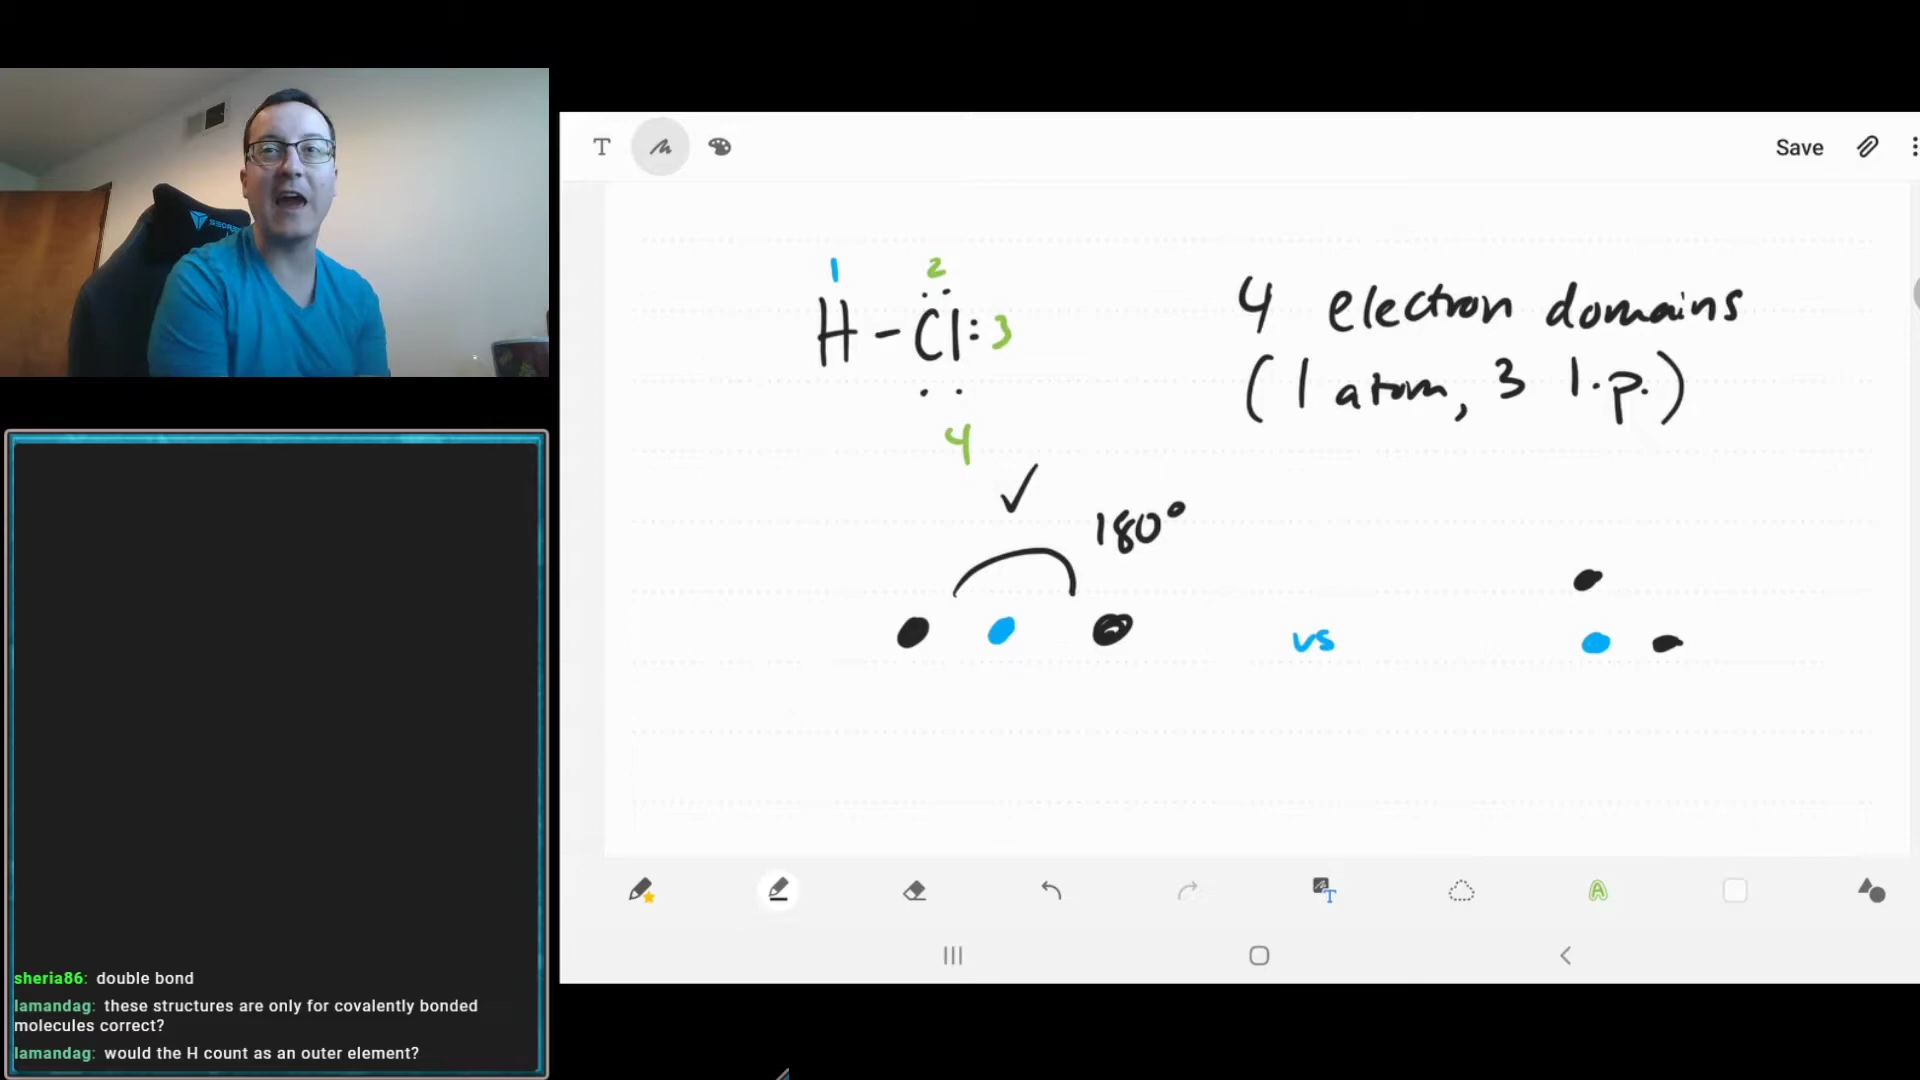 T
Save
1
2
H - Cl: 3
4
4 electron domains
(1 atom, 3 l.p.)
✓
180°
vs
sheria86: double bond
lamandag: these structures are only for covalently bonded
molecules correct?
lamandag: would the H count as an outer element?